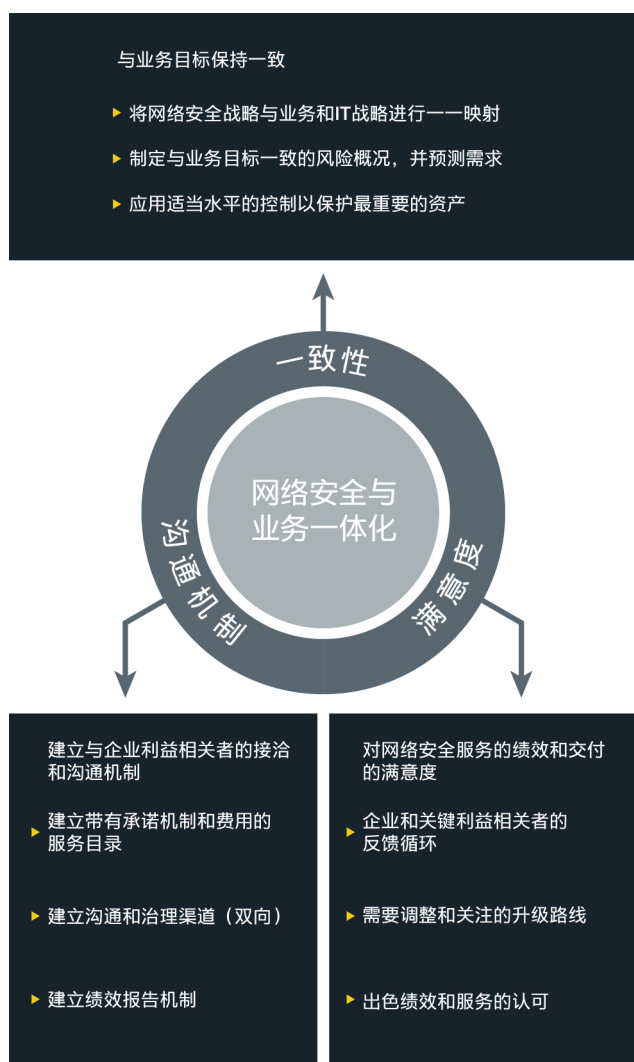 与业务目标保持一致
将网络安全战略与业务和IT战略进行一一映射
制定与业务目标一致的风险概况，并预测需求
应用适当水平的控制以保护最重要的资产
一致性
网络安全与
业务一体化
沟通机制
满意度
建立与企业利益相关者的接洽
和沟通机制
建立带有承诺机制和费用的
服务目录
建立沟通和治理渠道（双向）
建立绩效报告机制
对网络安全服务的绩效和交付
的满意度
企业和关键利益相关者的
反馈循环
需要调整和关注的升级路线
出色绩效和服务的认可